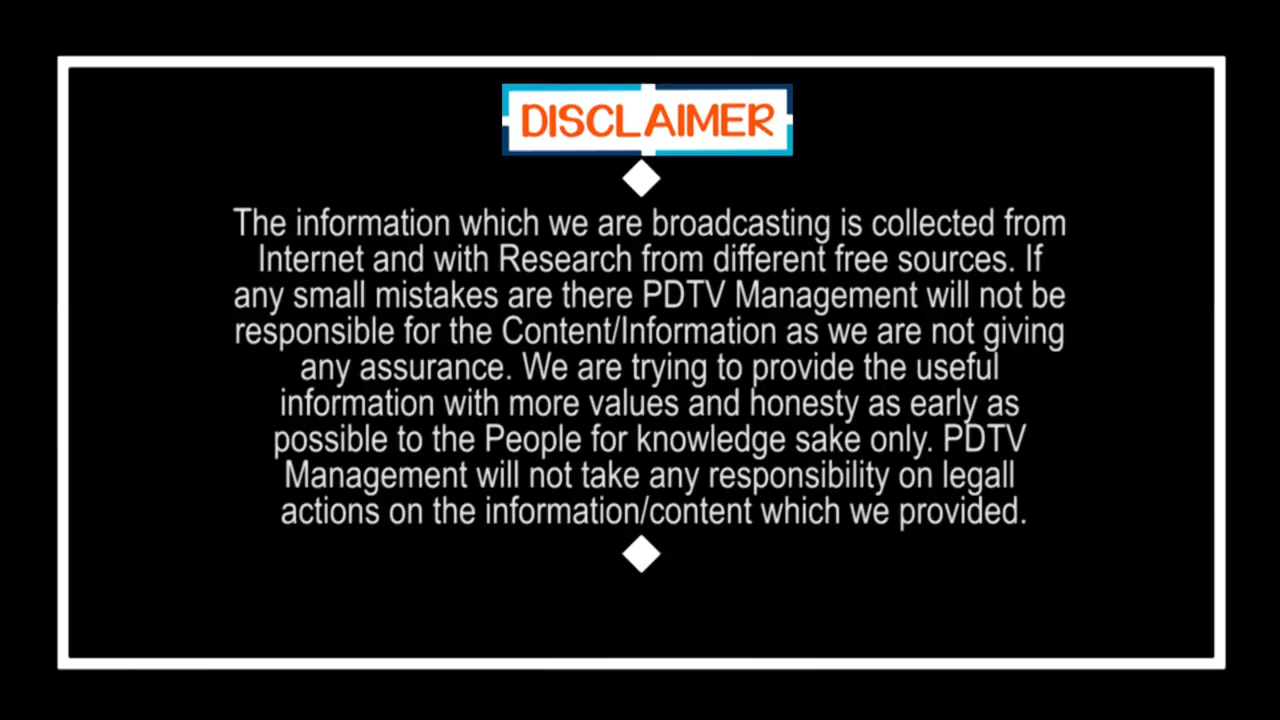 DISCLAIMER
The information which we are broadcasting is collected from
Internet and with Research from different free sources. If
any small mistakes are there PDTV Management will not be
responsible for the Content/Information as we are not giving
any assurance. We are trying to provide the useful
information with more values and honesty as early as
possible to the People for knowledge sake only. PDTV
Management will not take any responsibility on legall
actions on the information/content which we provided.